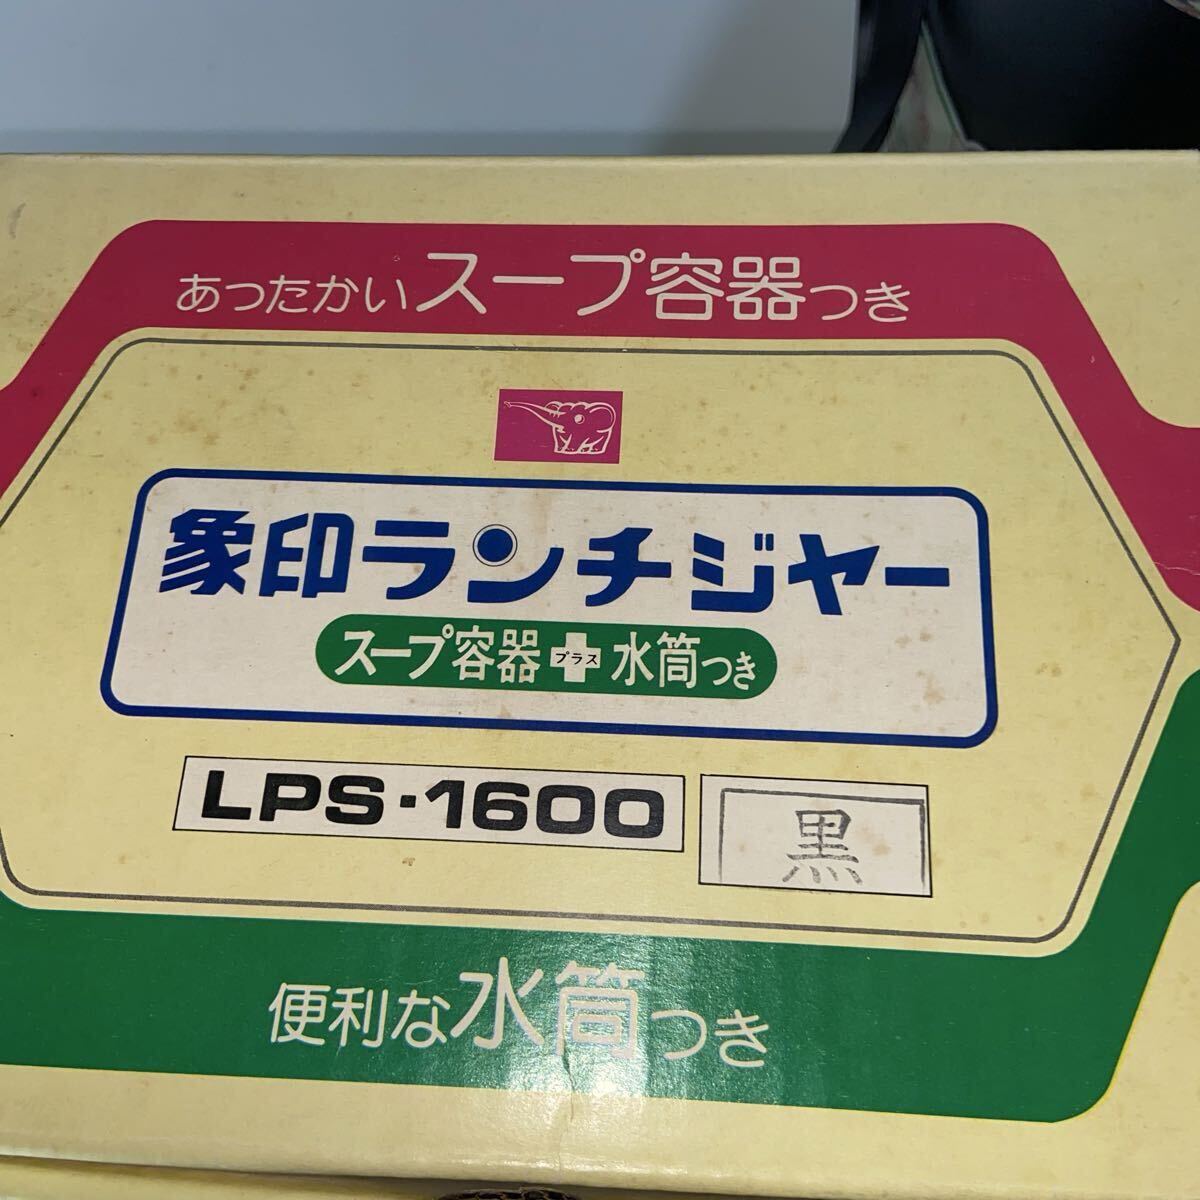 あったかいスープ容器つき
象印ランチジャー
スープ容器プラス水筒つき
LPS・1600
黒
便利な水筒つき